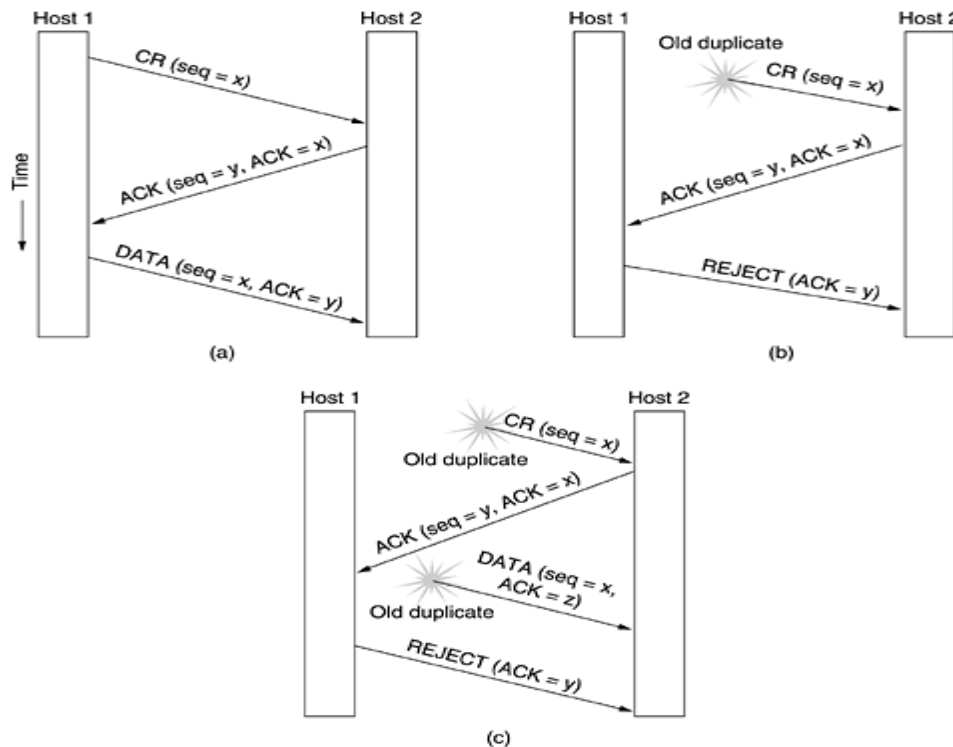 Host 1
Host 2
CR (seq = x)
ACK (seq = y, ACK = x)
DATA (seq = x, ACK = y)
Time
(a)
Host 1
Host 2
Old duplicate
CR (seq = x)
ACK (seq = y, ACK = x)
REJECT (ACK = y)
(b)
Host 1
Host 2
CR (seq = x)
Old duplicate
ACK (seq = y, ACK = x)
DATA (seq = x,
ACK = z)
Old duplicate
REJECT (ACK = y)
(c)